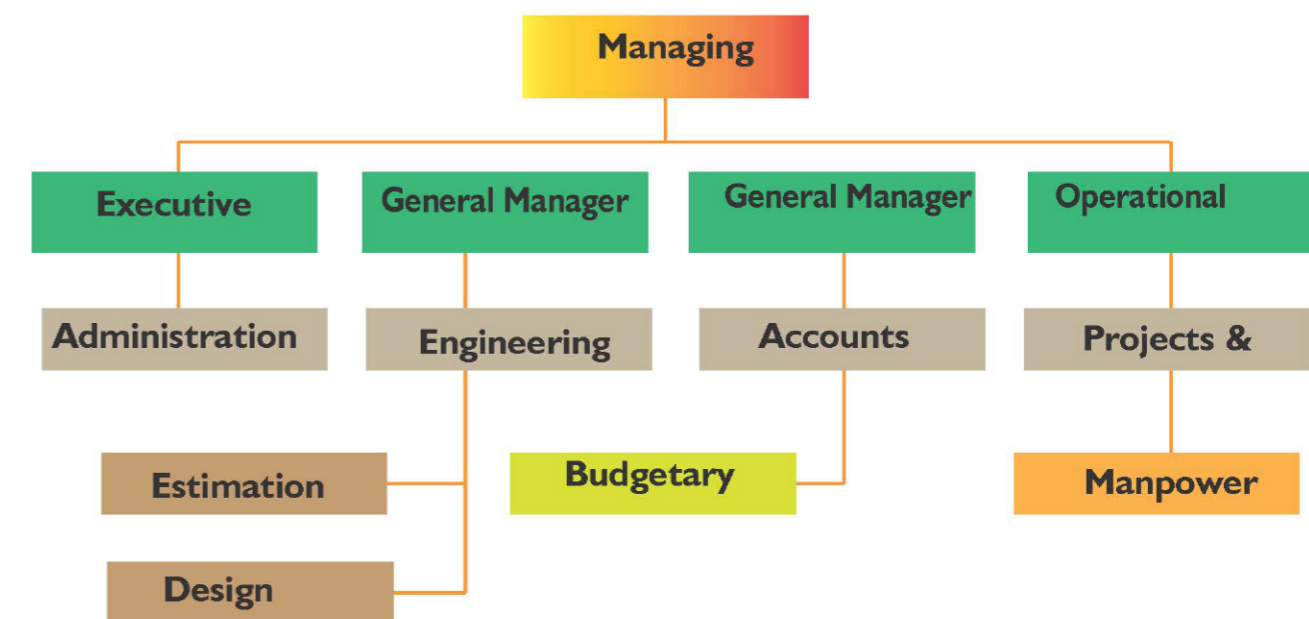 Managing
Executive
General Manager
General Manager
Operational
Administration
Engineering
Accounts
Projects &
Estimation
Budgetary
Manpower
Design